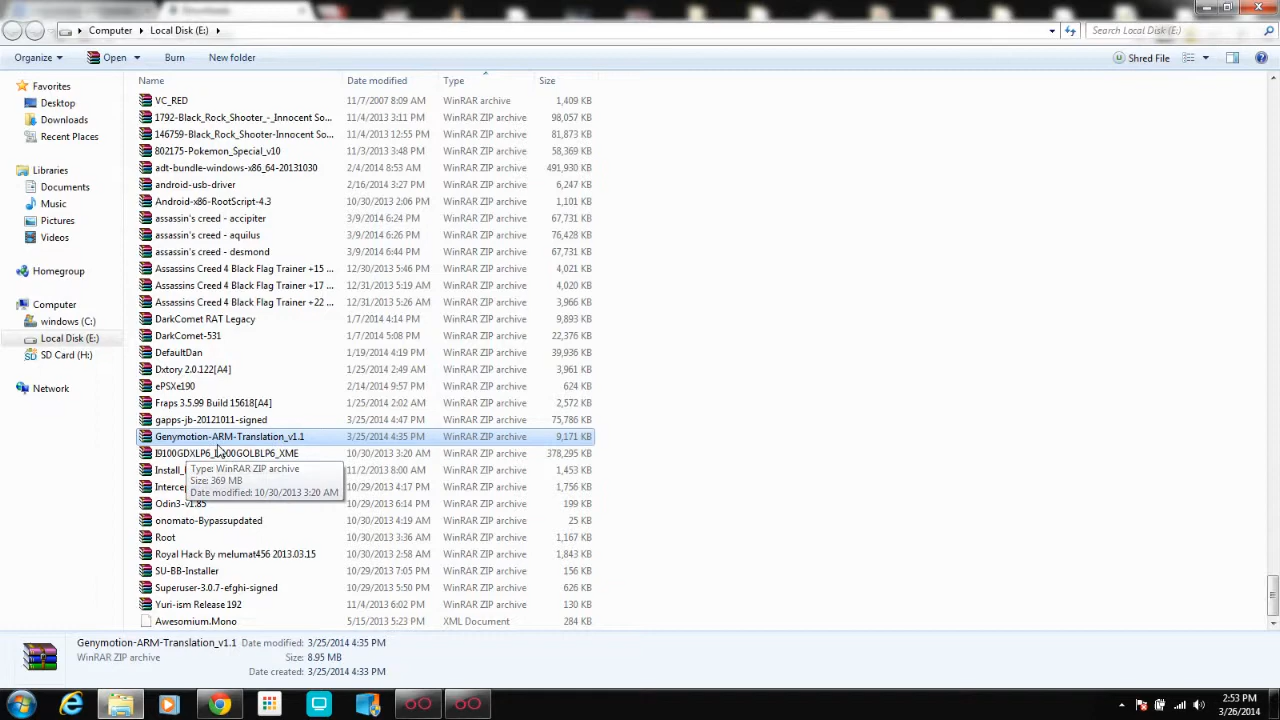 Computer Local Disk (E:)
Search Local Disk (E:)
Organize Open Burn New folder Shred File
Name Date modified Type Size
Favorites
Desktop
Downloads
Recent Places
Libraries
Documents
Music
Pictures
Videos
Homegroup
Computer
windows (C:)
Local Disk (E:)
SD Card (H:)
Network
VC_RED 11/7/2007 8:09 AM WinRAR archive 1,409 KB
1792-Black_Rock_Shooter_-_Innocent So... 11/4/2013 3:11 PM WinRAR ZIP archive 98,057 KB
146759-Black_Rock_Shooter-Innocent So... 11/4/2013 12:55 PM WinRAR ZIP archive 81,873 KB
802175-Pokemon_Special_v10 11/3/2013 3:48 PM WinRAR ZIP archive 58,369 KB
adt-bundle-windows-x86_64-20131030 2/4/2014 8:53 AM WinRAR ZIP archive 491,930 KB
android-usb-driver 2/16/2014 3:27 PM WinRAR ZIP archive 6,247 KB
Android-x86-RootScript-4.3 10/30/2013 2:06 PM WinRAR ZIP archive 1,101 KB
assassin's creed - accipiter 3/9/2014 6:24 PM WinRAR ZIP archive 67,731 KB
assassin's creed - aquilus 3/9/2014 6:26 PM WinRAR ZIP archive 76,428 KB
assassin's creed - desmond 3/9/2014 6:44 PM WinRAR ZIP archive 67,731 KB
Assassins Creed 4 Black Flag Trainer +15 ... 12/30/2013 5:46 PM WinRAR ZIP archive 4,021 KB
Assassins Creed 4 Black Flag Trainer +17 ... 12/31/2013 5:19 AM WinRAR ZIP archive 4,020 KB
Assassins Creed 4 Black Flag Trainer +22 ... 12/31/2013 5:26 AM WinRAR ZIP archive 3,966 KB
DarkComet RAT Legacy 1/7/2014 4:14 PM WinRAR ZIP archive 9,893 KB
DarkComet-531 1/7/2014 5:08 PM WinRAR ZIP archive 22,376 KB
DefaultDan 1/19/2014 4:19 PM WinRAR ZIP archive 39,936 KB
Dxtory 2.0.122[A4] 1/25/2014 2:49 AM WinRAR ZIP archive 3,961 KB
ePSXe190 2/14/2014 9:57 PM WinRAR ZIP archive 624 KB
Fraps 3.5.99 Build 15618[A4] 1/25/2014 2:02 AM WinRAR ZIP archive 2,572 KB
gapps-jb-20121011-signed 3/25/2014 4:47 PM WinRAR ZIP archive 75,786 KB
Genymotion-ARM-Translation_v1.1 3/25/2014 4:35 PM WinRAR ZIP archive 9,171 KB
10/30/2013 3:20 AM WinRAR ZIP archive 378,295 KB
11/2/2013 8:00 AM WinRAR ZIP archive 1,453 KB
10/29/2013 4:17 PM WinRAR ZIP archive 1,756 KB
Odin3-v1.85 10/29/2013 6:14 PM WinRAR ZIP archive 199 KB
onomato-Bypassupdated 10/30/2013 4:19 AM WinRAR ZIP archive 25 KB
Root 10/30/2013 3:36 AM WinRAR ZIP archive 1,167 KB
Royal Hack By melumat456 2013.03.15 10/30/2013 2:58 AM WinRAR ZIP archive 1,843 KB
SU-BB-Installer 10/29/2013 7:05 PM WinRAR ZIP archive 156 KB
Superuser-3.0.7-efghi-signed 10/29/2013 5:50 PM WinRAR ZIP archive 626 KB
Yuri-ism Release 192 11/4/2013 6:02 PM WinRAR ZIP archive 130 KB
Awesomium.Mono 5/15/2013 5:23 PM XML Document 284 KB
Type: WinRAR ZIP archive
Size: 369 MB
Date modified: 10/30/2013 3:20 AM
Genymotion-ARM-Translation_v1.1 Date modified: 3/25/2014 4:35 PM
WinRAR ZIP archive Size: 8.95 MB
Date created: 3/25/2014 4:33 PM
2:53 PM
3/26/2014